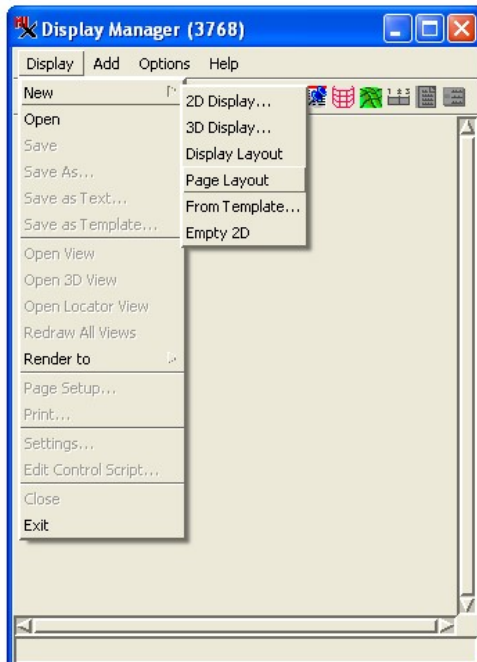 Display Manager (3768)
Display Add Options Help
New
Open
Save
Save As...
Save as Text...
Save as Template...
Open View
Open 3D View
Open Locator View
Redraw All Views
Render to
Page Setup...
Print...
Settings...
Edit Control Script...
Close
Exit
2D Display...
3D Display...
Display Layout
Page Layout
From Template...
Empty 2D